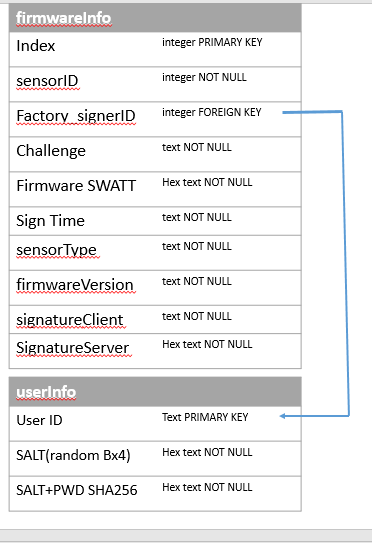 firmwareInfo
Index integer PRIMARY KEY
sensorID integer NOT NULL
Factory_signerID integer FOREIGN KEY
Challenge text NOT NULL
Firmware SWATT Hex text NOT NULL
Sign Time text NOT NULL
sensorType text NOT NULL
firmwareVersion text NOT NULL
signatureClient text NOT NULL
SignatureServer Hex text NOT NULL
userInfo
User ID Text PRIMARY KEY
SALT(random Bx4) Hex text NOT NULL
SALT+PWD SHA256 Hex text NOT NULL